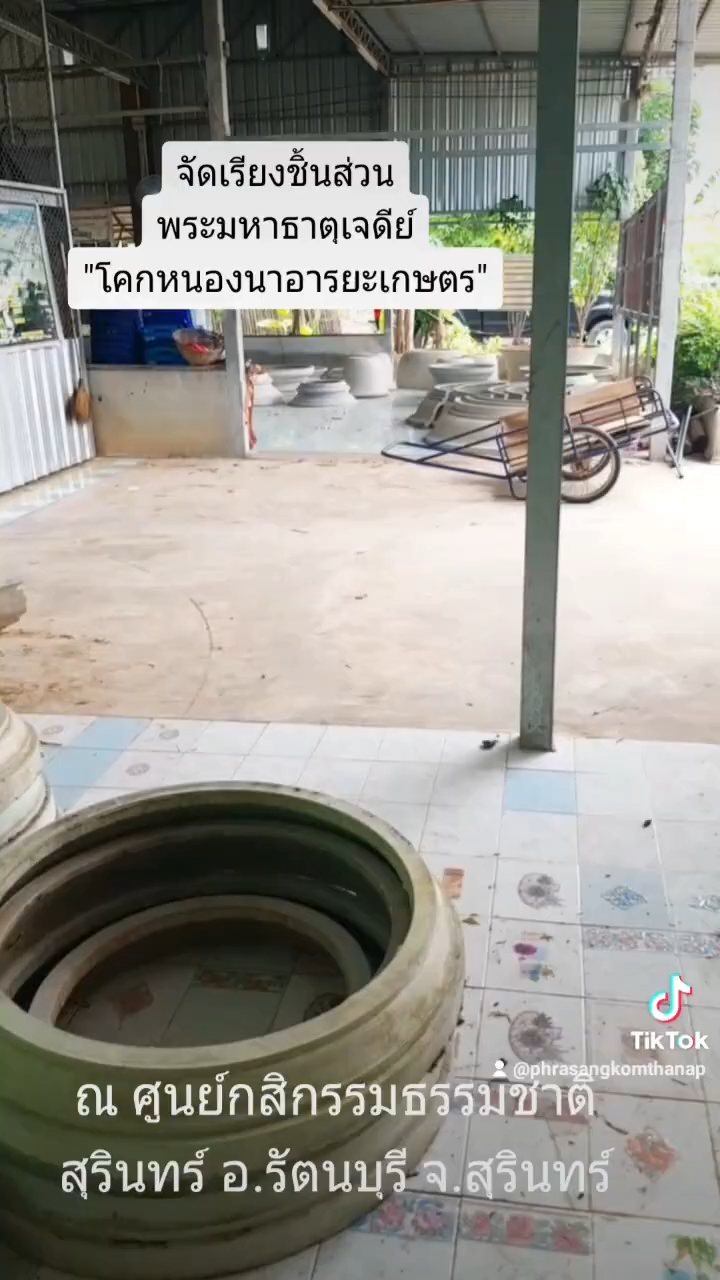 จัดเรียงชิ้นส่วน
พระมหาธาตุเจดีย์
"โคกหนองนาอารยะเกษตร"
TikTok
@phrasangkomthanap
ณ ศูนย์กสิกรรมธรรมชาติ
สุรินทร์ อ.รัตนบุรี จ.สุรินทร์